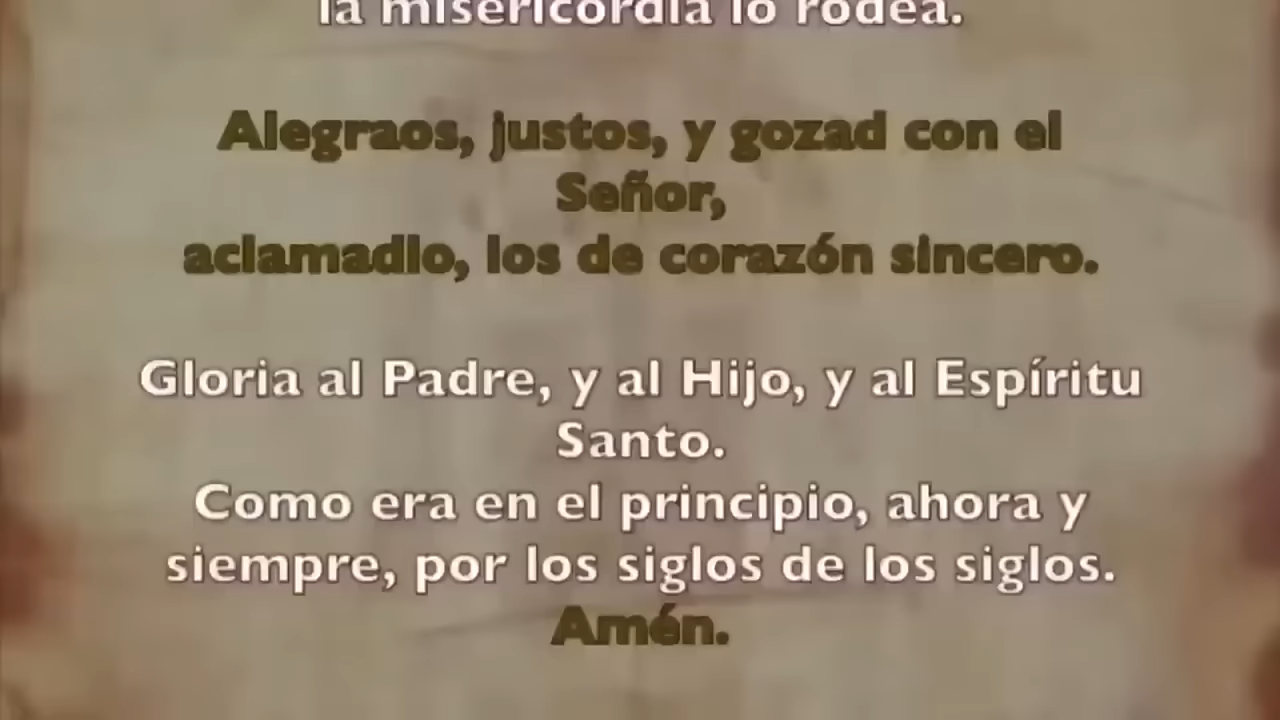 la misericordia lo rodea.
Alegraos, justos, y gozad con el
Señor,
aclamadlo, los de corazón sincero.
Gloria al Padre, y al Hijo, y al Espíritu
Santo.
Como era en el principio, ahora y
siempre, por los siglos de los siglos.
Amén.